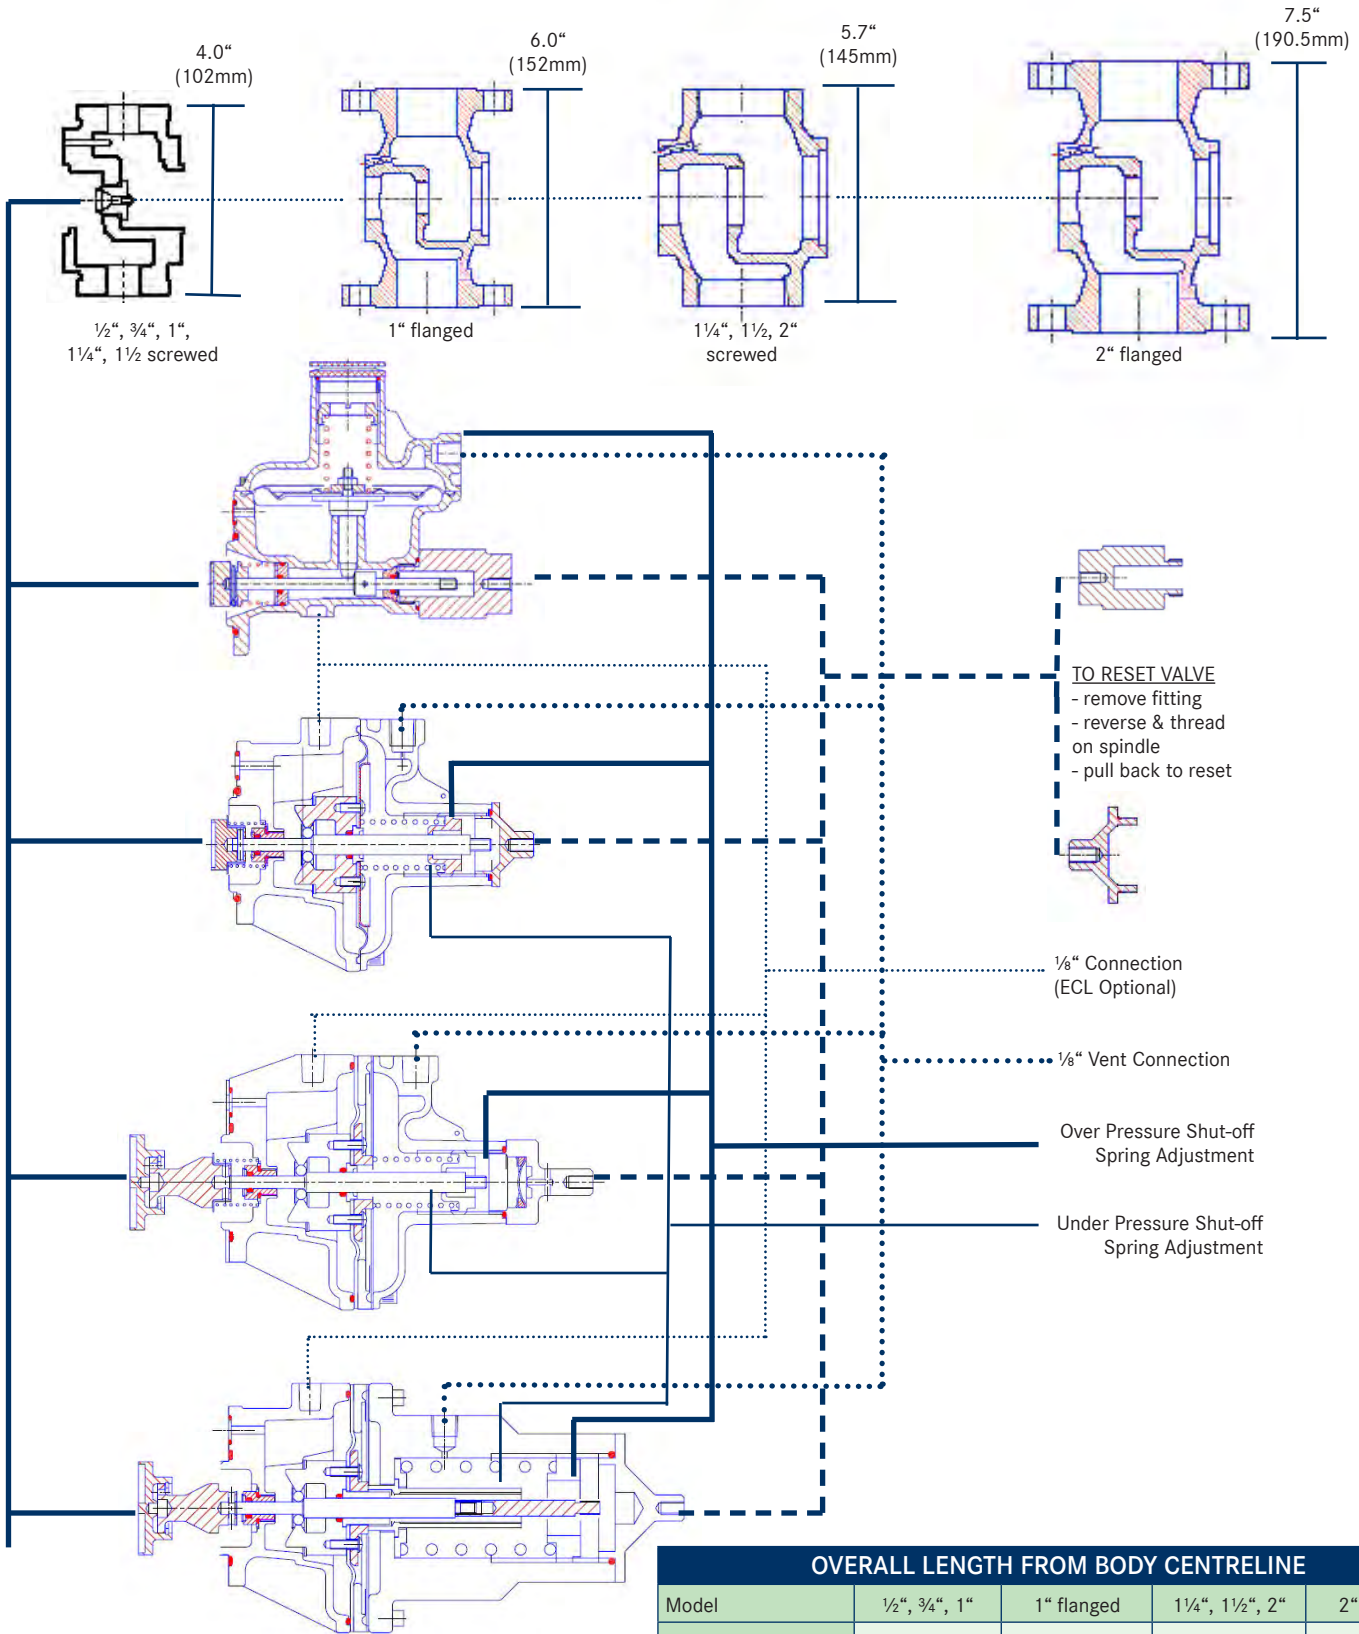 4.0“
(102mm)
6.0“
(152mm)
5.7“
(145mm)
7.5“
(190.5mm)
½“, ¾“, 1“,
1¼“, 1½ screwed
1“ flanged
1¼“, 1½, 2“
screwed
2“ flanged
TO RESET VALVE
- remove fitting
- reverse & thread
on spindle
- pull back to reset
⅛“ Connection
(ECL Optional)
⅛“ Vent Connection
Over Pressure Shut-off
Spring Adjustment
Under Pressure Shut-off
Spring Adjustment
OVERALL LENGTH FROM BODY CENTRELINE
Model ½“, ¾“, 1“ 1“ flanged 1¼“, 1½“, 2“ 2“